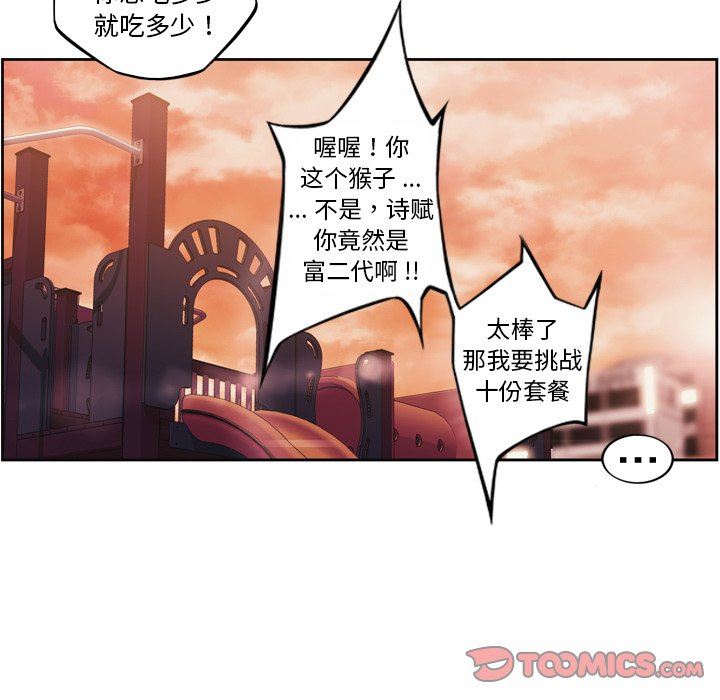 就吃多少！
喔喔！你
这个猴子...
...不是，诗赋
你竟然是
富二代啊!!
太棒了
那我要挑战
十份套餐
...
TOOMICS.COM